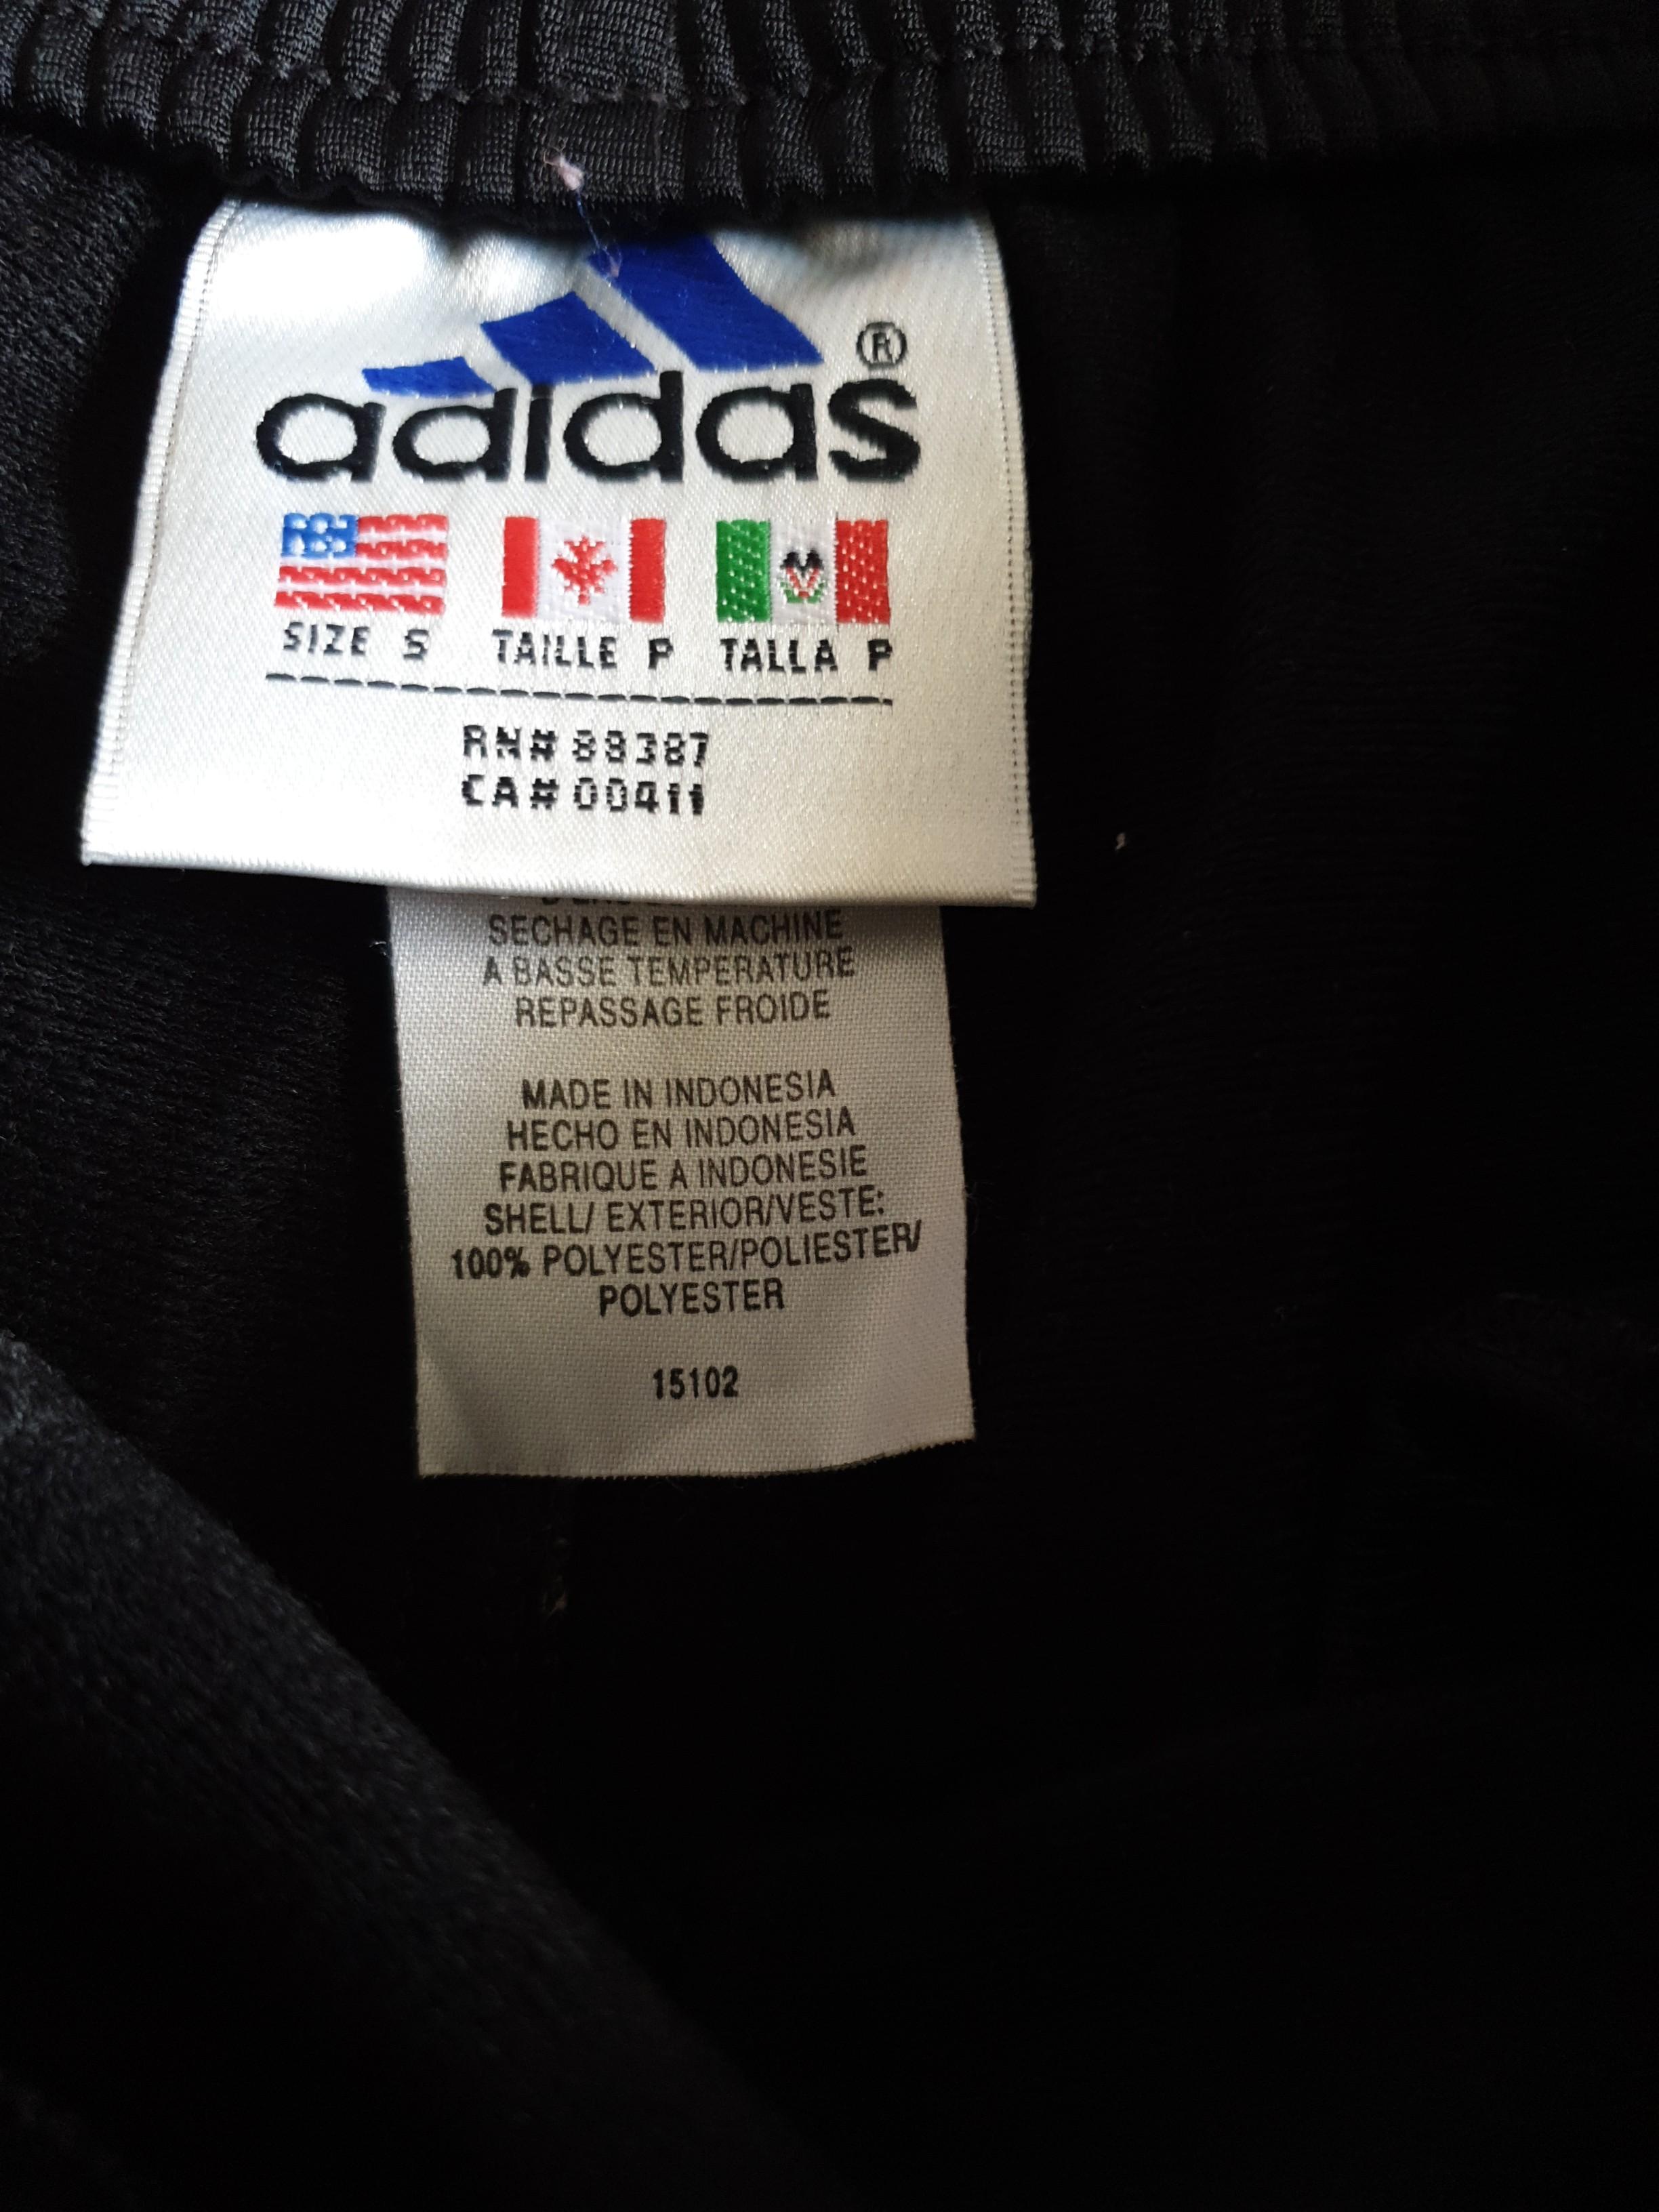 adidas®
SIZE S TAILLE P TALLA P
RN# 88387
CA# 00411
SECHAGE EN MACHINE
A BASSE TEMPERATURE
REPASSAGE FROIDE
MADE IN INDONESIA
HECHO EN INDONESIA
FABRIQUE A INDONESIE
SHELL/ EXTERIOR/VESTE:
100% POLYESTER/POLIESTER/
POLYESTER
15102